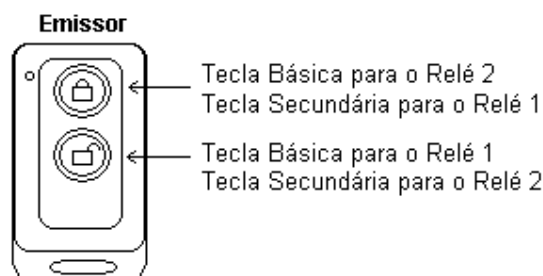 Emissor
Tecla Básica para o Relé 2
Tecla Secundária para o Relé 1
Tecla Básica para o Relé 1
Tecla Secundária para o Relé 2